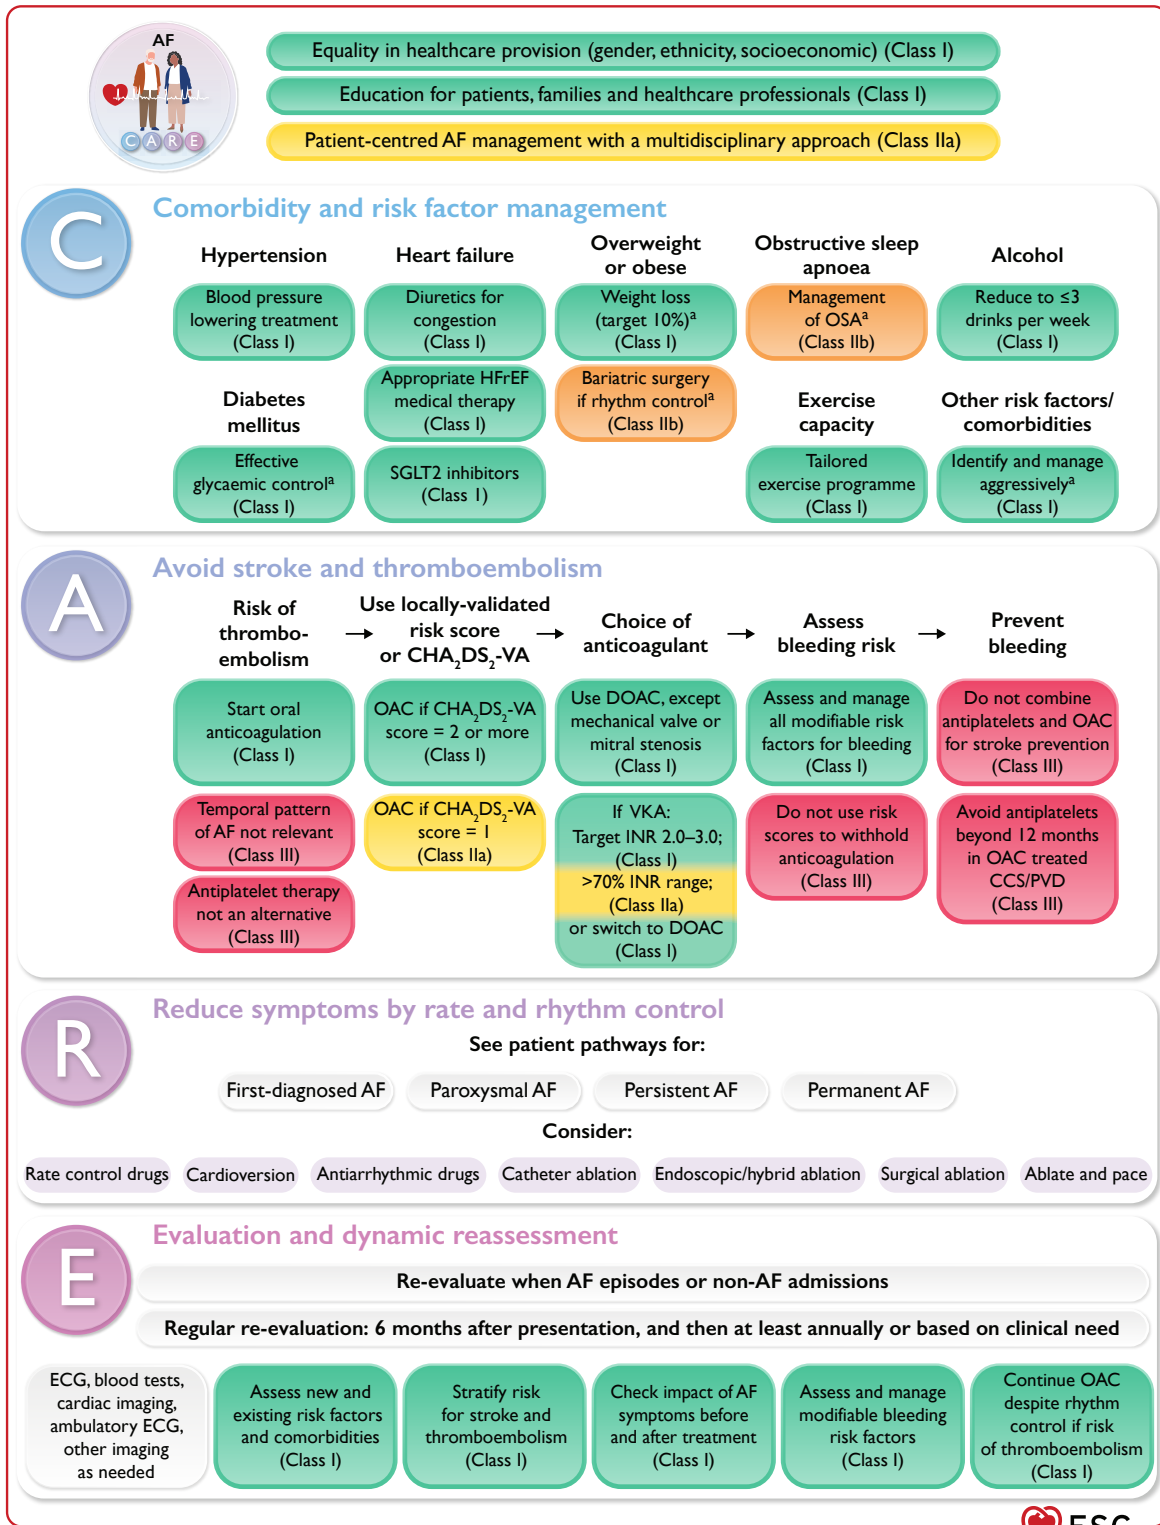 AF
C A R E
Equality in healthcare provision (gender, ethnicity, socioeconomic) (Class I)
Education for patients, families and healthcare professionals (Class I)
Patient-centred AF management with a multidisciplinary approach (Class IIa)
C
Comorbidity and risk factor management
Hypertension
Blood pressure
lowering treatment
(Class I)
Diabetes
mellitus
Effective
glycaemic controlᵃ
(Class I)
Heart failure
Diuretics for
congestion
(Class I)
Appropriate HFrEF
medical therapy
(Class I)
SGLT2 inhibitors
(Class 1)
Overweight
or obese
Weight loss
(target 10%)ᵃ
(Class I)
Bariatric surgery
if rhythm controlᵃ
(Class IIb)
Obstructive sleep
apnoea
Management
of OSAᵃ
(Class IIb)
Exercise
capacity
Tailored
exercise programme
(Class I)
Alcohol
Reduce to ≤3
drinks per week
(Class I)
Other risk factors/
comorbidities
Identify and manage
aggressivelyᵃ
(Class I)
A
Avoid stroke and thromboembolism
Risk of
thrombo-
embolism
Start oral
anticoagulation
(Class I)
Temporal pattern
of AF not relevant
(Class III)
Antiplatelet therapy
not an alternative
(Class III)
Use locally-validated
risk score
or CHA₂DS₂-VA
OAC if CHA₂DS₂-VA
score = 2 or more
(Class I)
OAC if CHA₂DS₂-VA
score = 1
(Class IIa)
Choice of
anticoagulant
Use DOAC, except
mechanical valve or
mitral stenosis
(Class I)
If VKA:
Target INR 2.0–3.0;
(Class I)
>70% INR range;
(Class IIa)
or switch to DOAC
(Class I)
Assess
bleeding risk
Assess and manage
all modifiable risk
factors for bleeding
(Class I)
Do not use risk
scores to withhold
anticoagulation
(Class III)
Prevent
bleeding
Do not combine
antiplatelets and OAC
for stroke prevention
(Class III)
Avoid antiplatelets
beyond 12 months
in OAC treated
CCS/PVD
(Class III)
R
Reduce symptoms by rate and rhythm control
See patient pathways for:
First-diagnosed AF
Paroxysmal AF
Persistent AF
Permanent AF
Consider:
Rate control drugs
Cardioversion
Antiarrhythmic drugs
Catheter ablation
Endoscopic/hybrid ablation
Surgical ablation
Ablate and pace
E
Evaluation and dynamic reassessment
Re-evaluate when AF episodes or non-AF admissions
Regular re-evaluation: 6 months after presentation, and then at least annually or based on clinical need
ECG, blood tests,
cardiac imaging,
ambulatory ECG,
other imaging
as needed
Assess new and
existing risk factors
and comorbidities
(Class I)
Stratify risk
for stroke and
thromboembolism
(Class I)
Check impact of AF
symptoms before
and after treatment
(Class I)
Assess and manage
modifiable bleeding
risk factors
(Class I)
Continue OAC
despite rhythm
control if risk
of thromboembolism
(Class I)
ESC